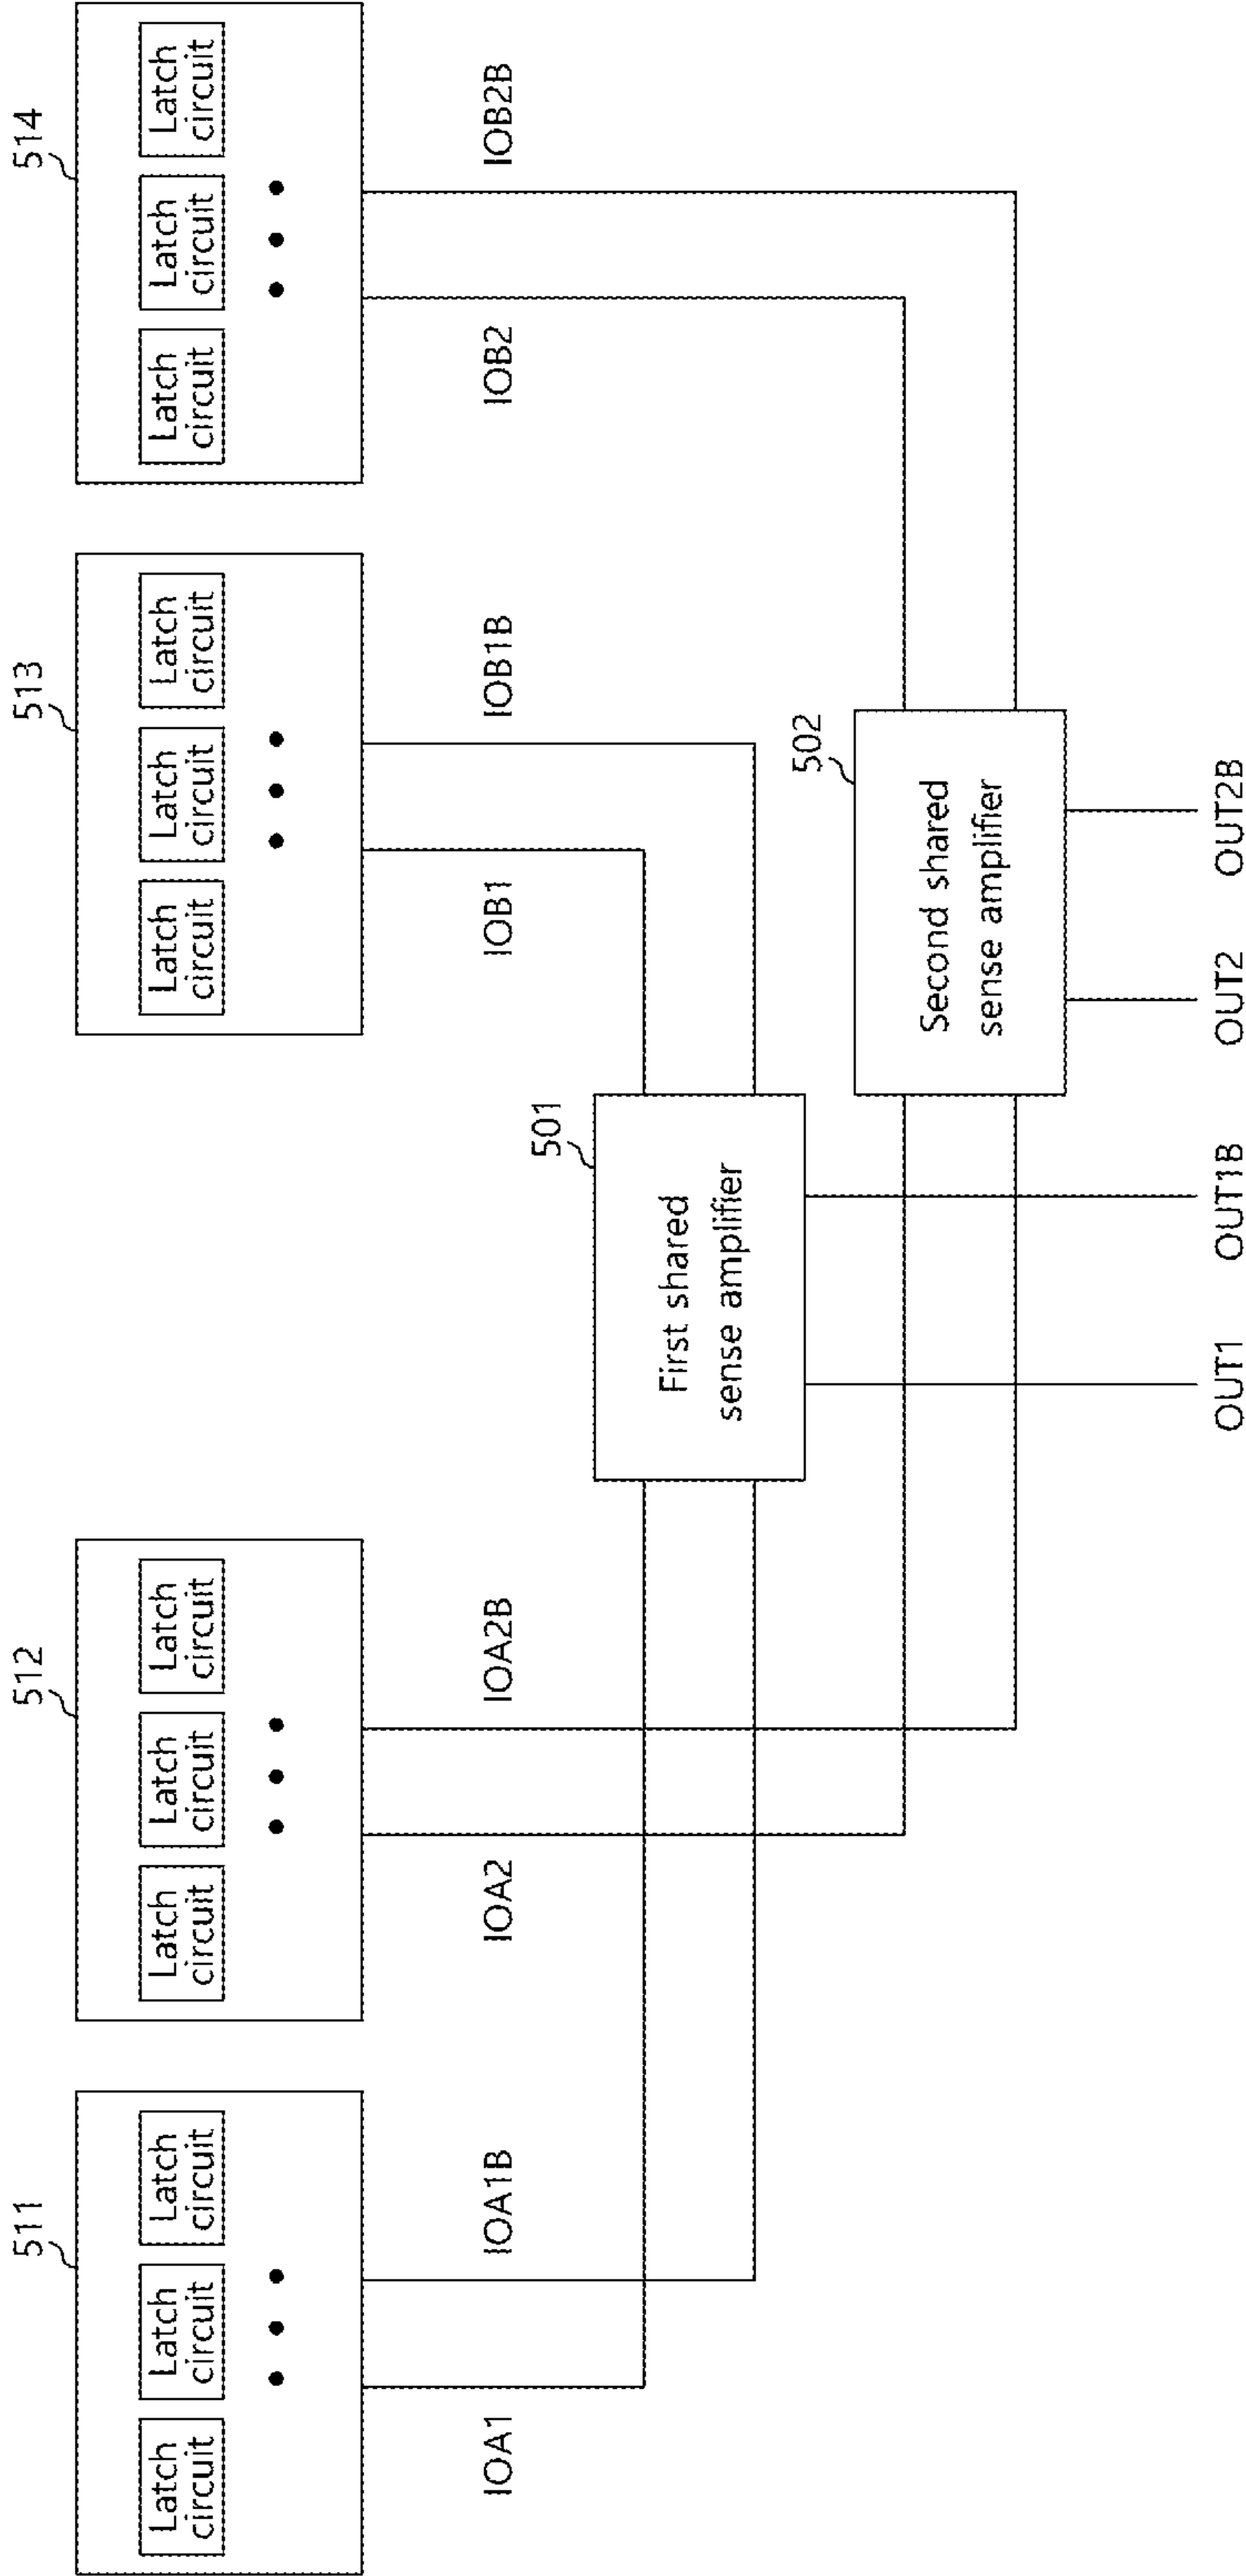 511
512
513
514
Latch
circuit
Latch
circuit
Latch
circuit
Latch
circuit
Latch
circuit
Latch
circuit
Latch
circuit
Latch
circuit
Latch
circuit
Latch
circuit
Latch
circuit
Latch
circuit
IOA1
IOA1B
IOA2
IOA2B
IOB1
IOB1B
IOB2
IOB2B
501
First shared
sense amplifier
502
Second shared
sense amplifier
OUT1
OUT1B
OUT2
OUT2B